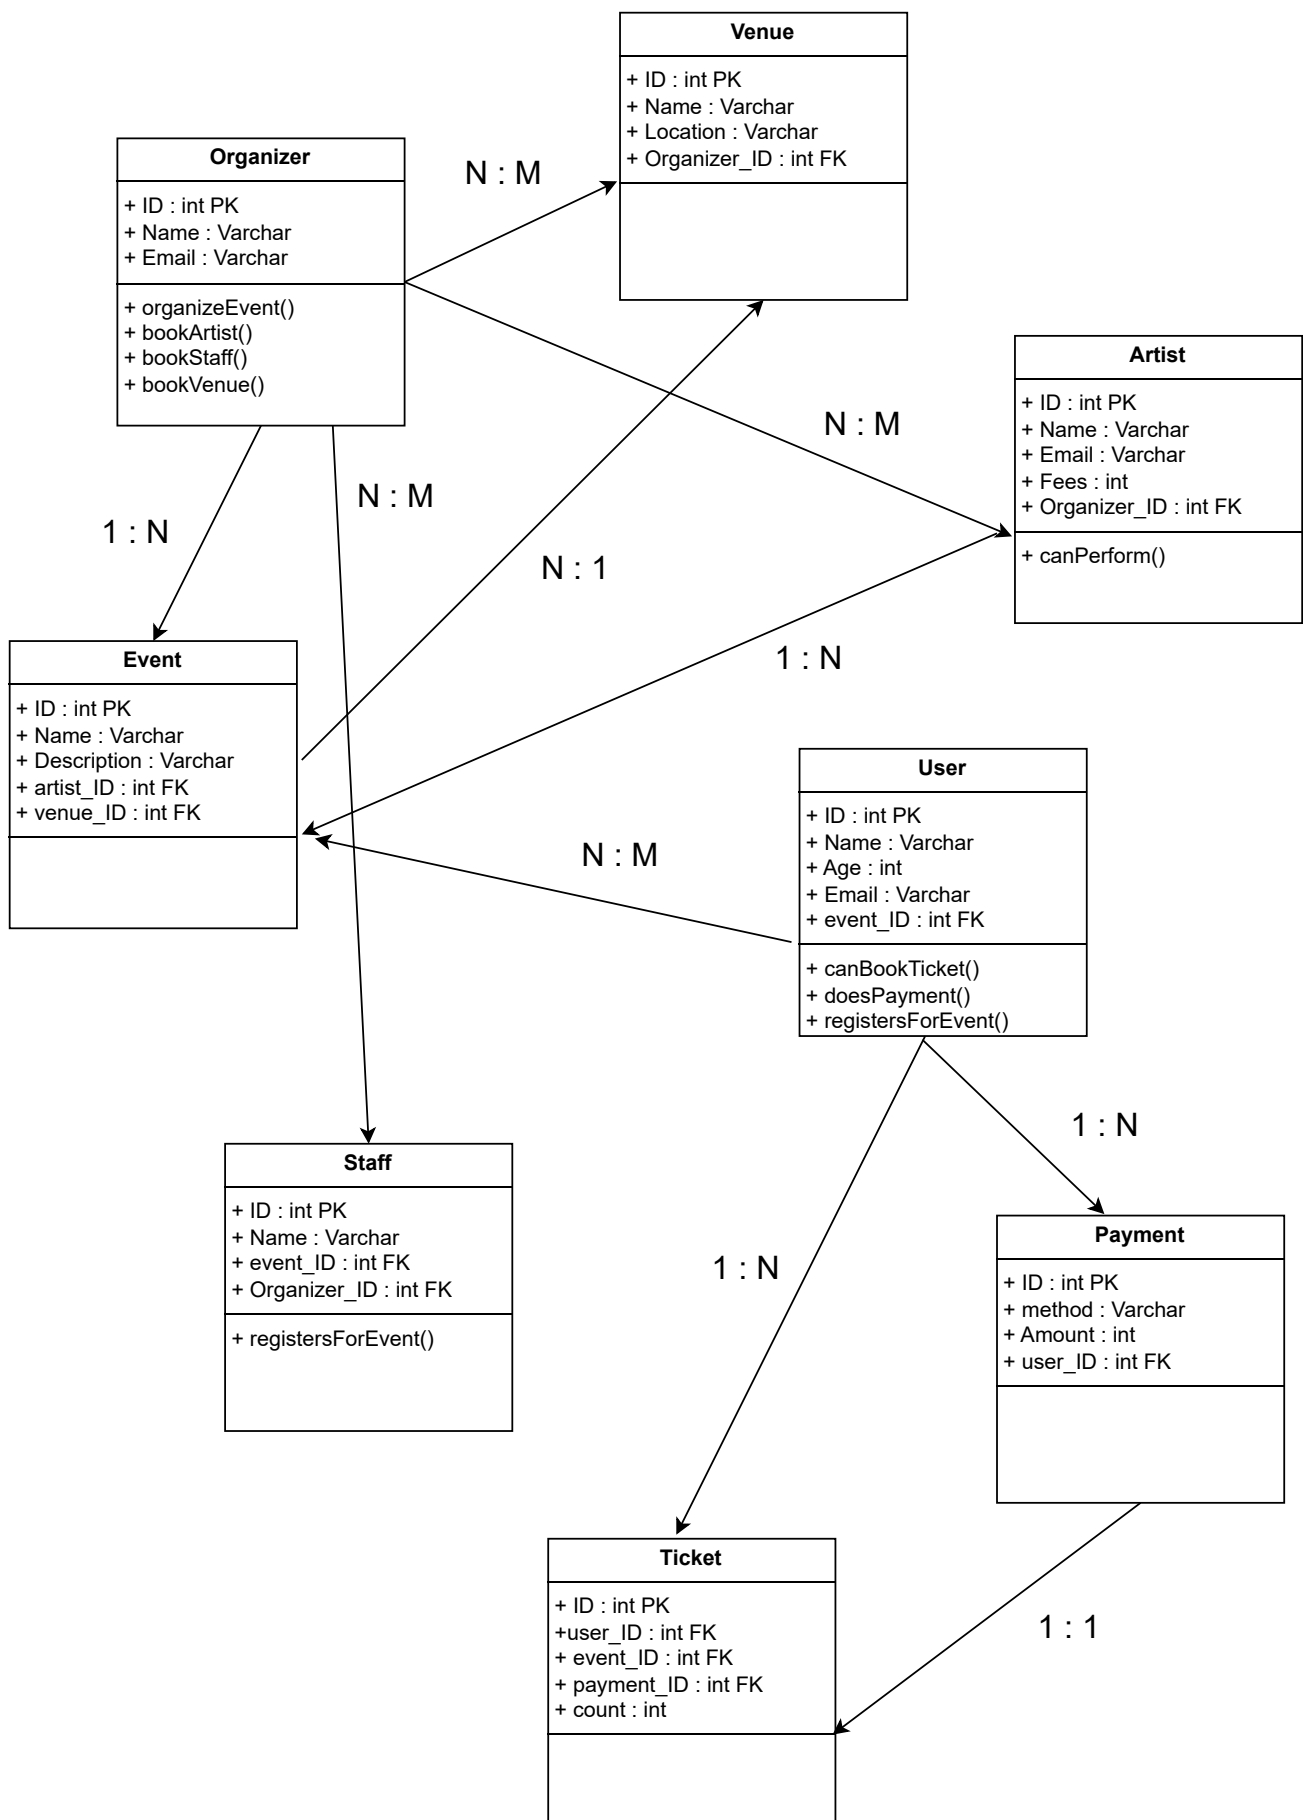 Venue
+ ID : int PK
+ Name : Varchar
+ Location : Varchar
+ Organizer_ID : int FK
Organizer
+ ID : int PK
+ Name : Varchar
+ Email : Varchar
+ organizeEvent()
+ bookArtist()
+ bookStaff()
+ bookVenue()
N : M
Artist
+ ID : int PK
+ Name : Varchar
+ Email : Varchar
+ Fees : int
+ Organizer_ID : int FK
+ canPerform()
N : M
N : M
1 : N
N : 1
1 : N
Event
+ ID : int PK
+ Name : Varchar
+ Description : Varchar
+ artist_ID : int FK
+ venue_ID : int FK
User
+ ID : int PK
+ Name : Varchar
+ Age : int
+ Email : Varchar
+ event_ID : int FK
+ canBookTicket()
+ doesPayment()
+ registersForEvent()
N : M
1 : N
Staff
+ ID : int PK
+ Name : Varchar
+ event_ID : int FK
+ Organizer_ID : int FK
+ registersForEvent()
1 : N
Payment
+ ID : int PK
+ method : Varchar
+ Amount : int
+ user_ID : int FK
Ticket
+ ID : int PK
+user_ID : int FK
+ event_ID : int FK
+ payment_ID : int FK
+ count : int
1 : 1